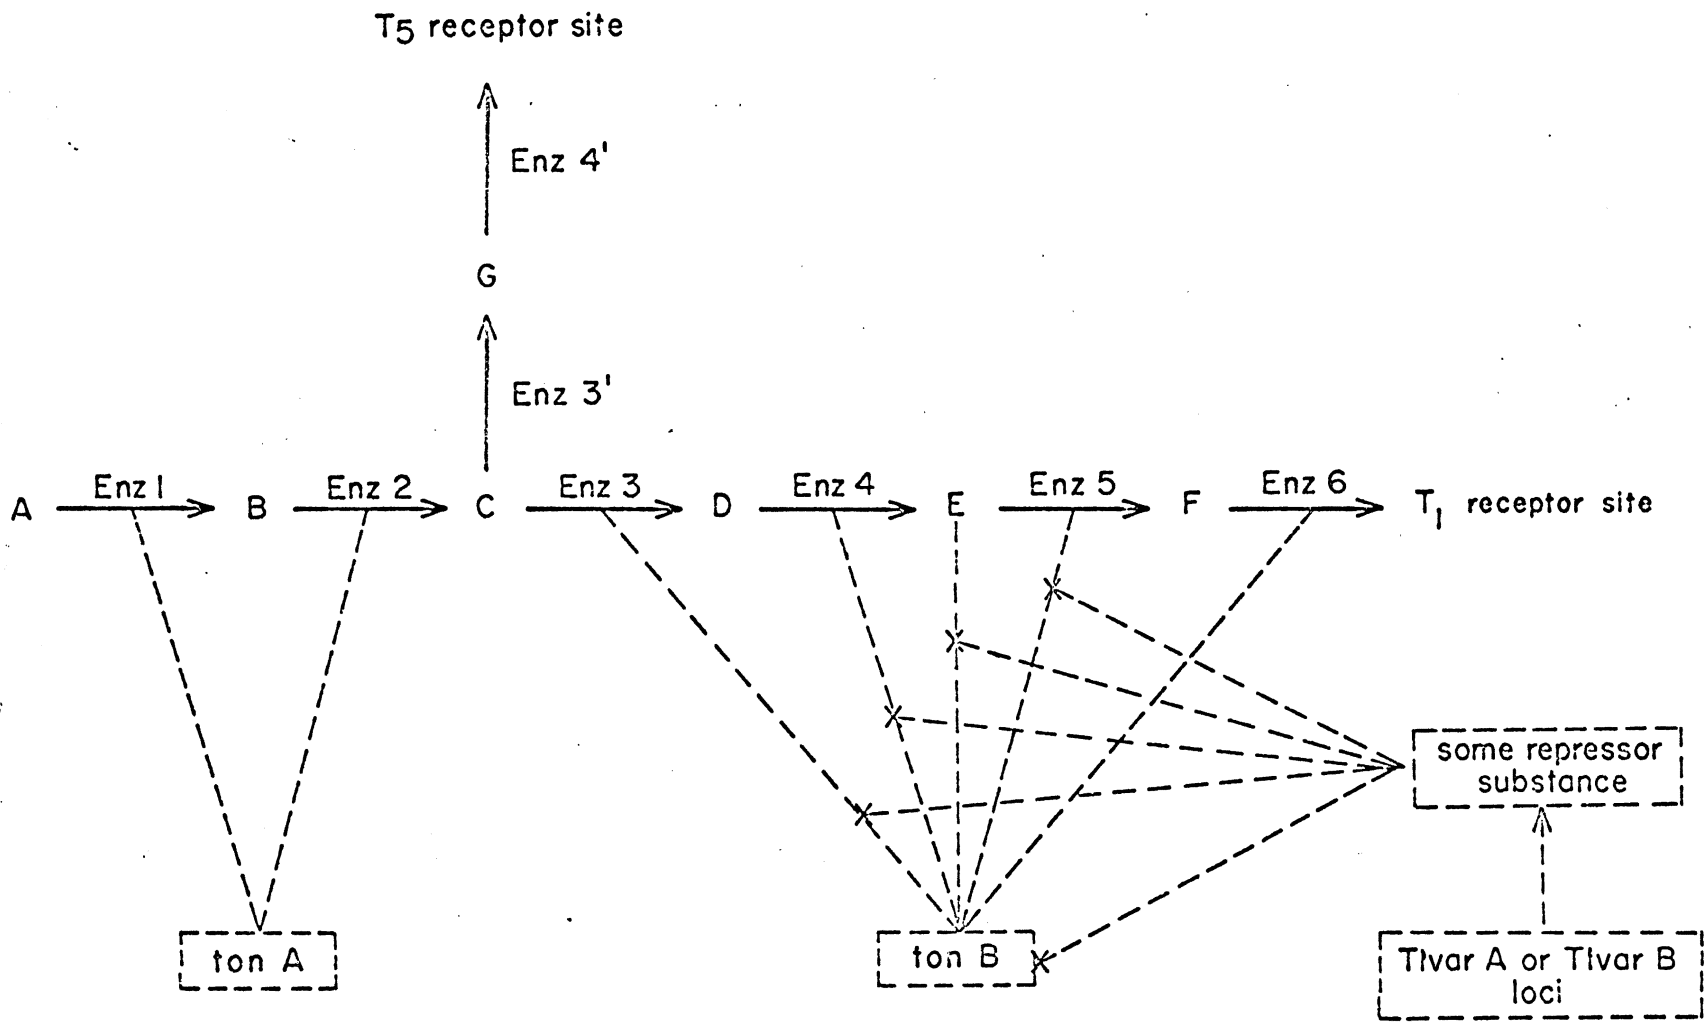 T5 receptor site
Enz 4'
G
Enz 3'
A
Enz 1
B
Enz 2
C
Enz 3
D
Enz 4
E
Enz 5
F
Enz 6
T1 receptor site
some repressor
substance
ton A
ton B
T1var A or T1var B
loci